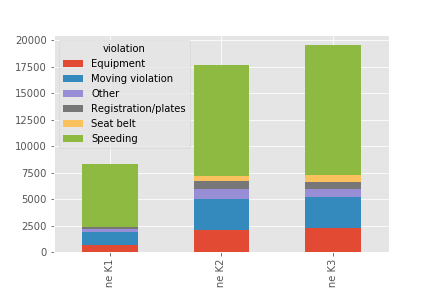 20000
17500
15000
12500
10000
7500
5000
2500
0
violation
Equipment
Moving violation
Other
Registration/plates
Seat belt
Speeding
ne K1
ne K2
ne K3